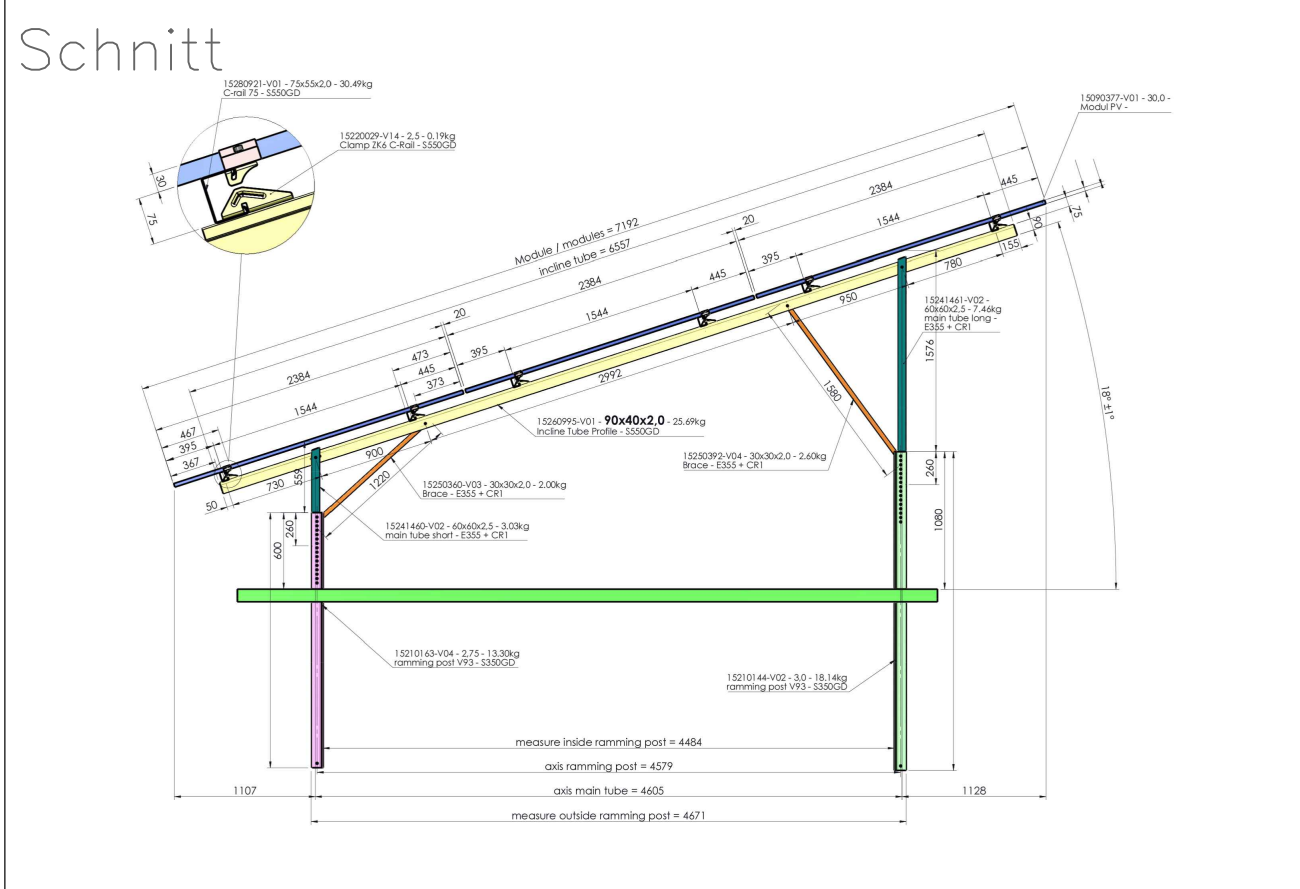 Schnitt
15280921-V01 - 75x55x2,0 - 30.49kg
C-rail 75 - S550GD
15220029-V14 - 2,5 - 0.19kg
Clamp ZK6 C-Rail - S550GD
15090377-V01 - 30,0 -
Modul PV -
30
75
Module / modules = 7192
incline tube = 6557
2384
445
1544
20
395
75
90
155
780
950
2384
445
1544
20
395
473
445
373
2384
1544
2992
467
395
367
50
730
900
559
1220
1580
1576
18° ±1°
15241461-V02 -
60x60x2,5 - 7.46kg
main tube long -
E355 + CR1
15260995-V01 - 90x40x2,0 - 25.69kg
Incline Tube Profile - S550GD
15250392-V04 - 30x30x2,0 - 2.60kg
Brace - E355 + CR1
15250360-V03 - 30x30x2,0 - 2.00kg
Brace - E355 + CR1
15241460-V02 - 60x60x2,5 - 3.03kg
main tube short - E355 + CR1
260
600
260
1080
15210163-V04 - 2,75 - 13.30kg
ramming post V93 - S350GD
15210144-V02 - 3,0 - 18.14kg
ramming post V93 - S350GD
measure inside ramming post = 4484
axis ramming post = 4579
1107
axis main tube = 4605
1128
measure outside ramming post = 4671